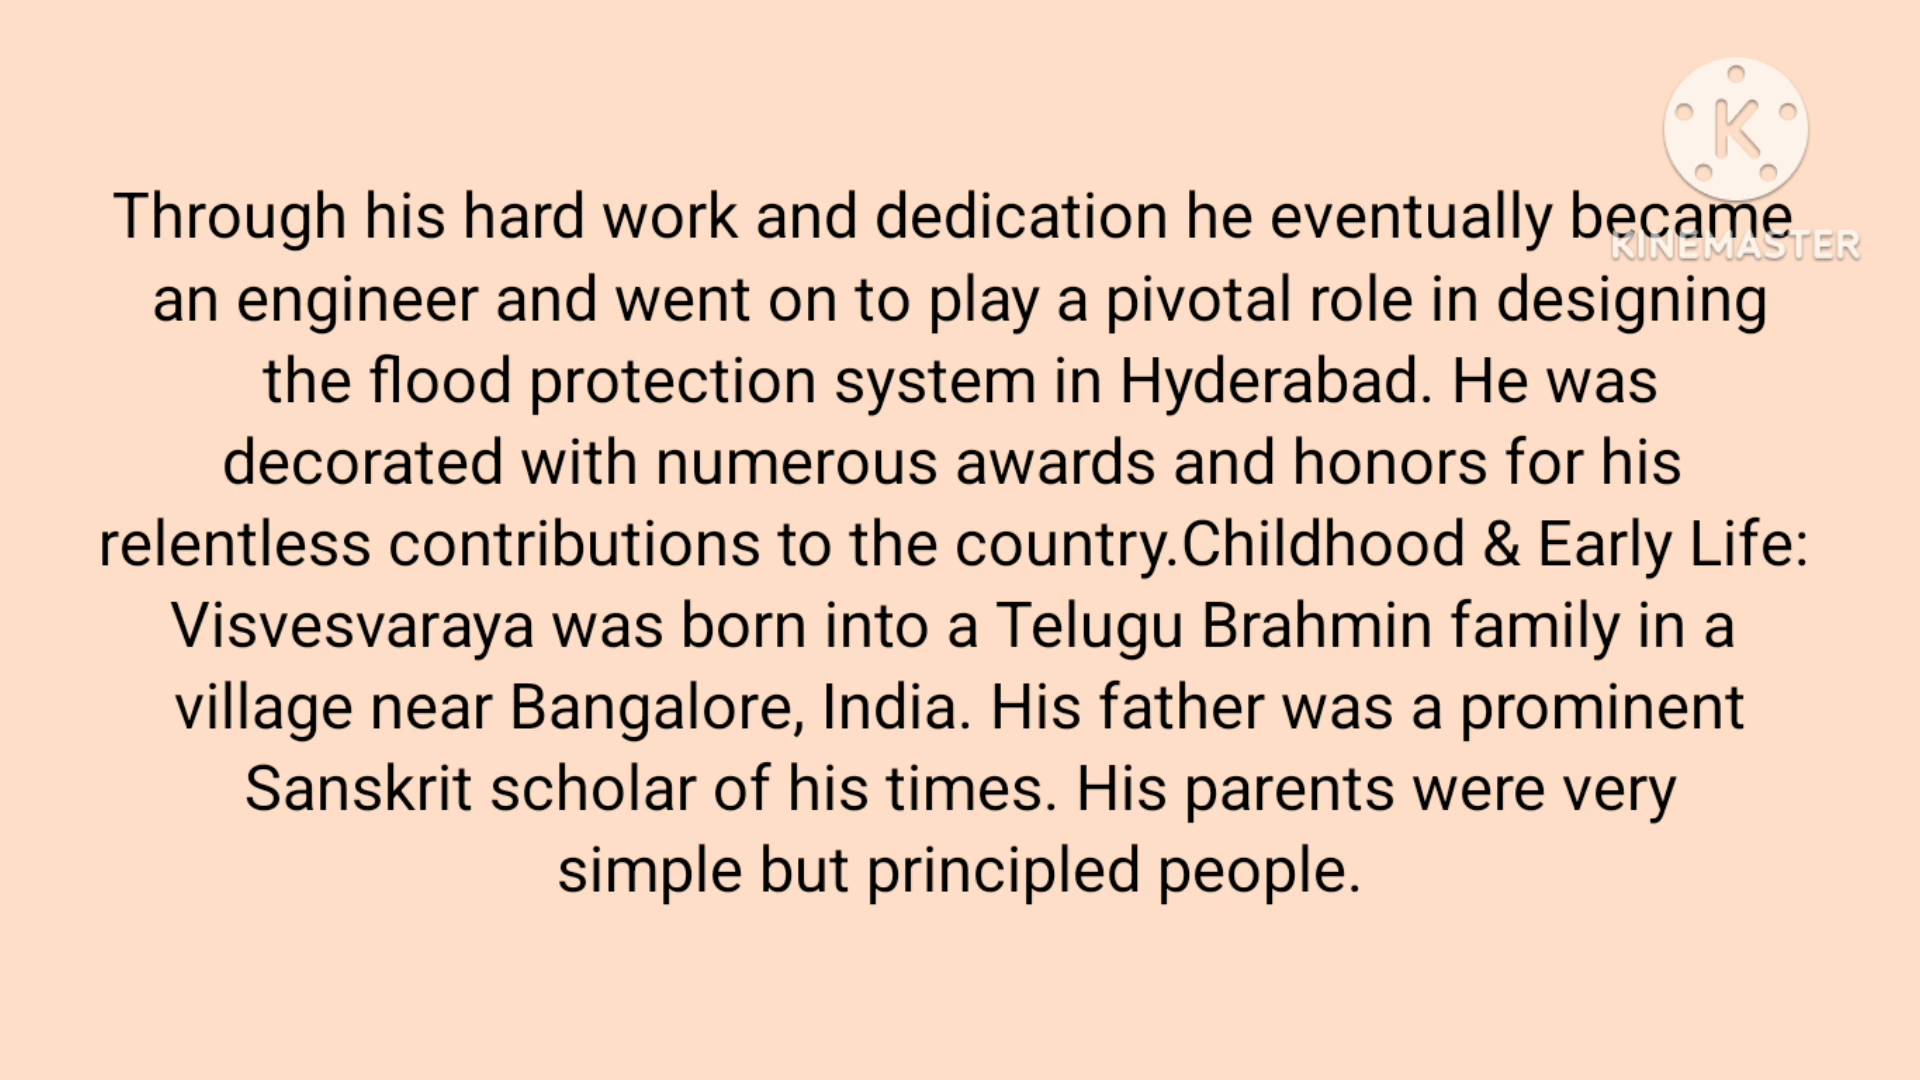 Through his hard work and dedication he eventually became
an engineer and went on to play a pivotal role in designing
the flood protection system in Hyderabad. He was
decorated with numerous awards and honors for his
relentless contributions to the country.Childhood & Early Life:
Visvesvaraya was born into a Telugu Brahmin family in a
village near Bangalore, India. His father was a prominent
Sanskrit scholar of his times. His parents were very
simple but principled people.
K
KINEMASTER